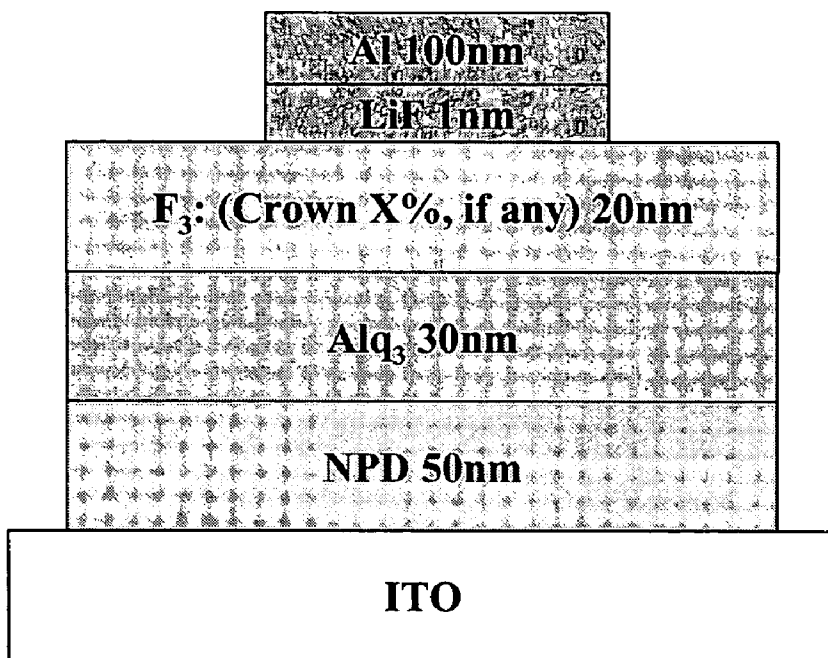 Al 100nm
LiF 1nm
F₃: (Crown X%, if any) 20nm
Alq₃ 30nm
NPD 50nm
ITO